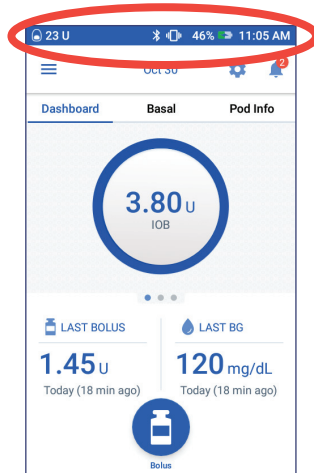 23 U 46% 11:05 AM
Oct 30 2
Dashboard Basal Pod Info
3.80 U
IOB
LAST BOLUS LAST BG
1.45 U 120 mg/dL
Today (18 min ago) Today (18 min ago)
Bolus